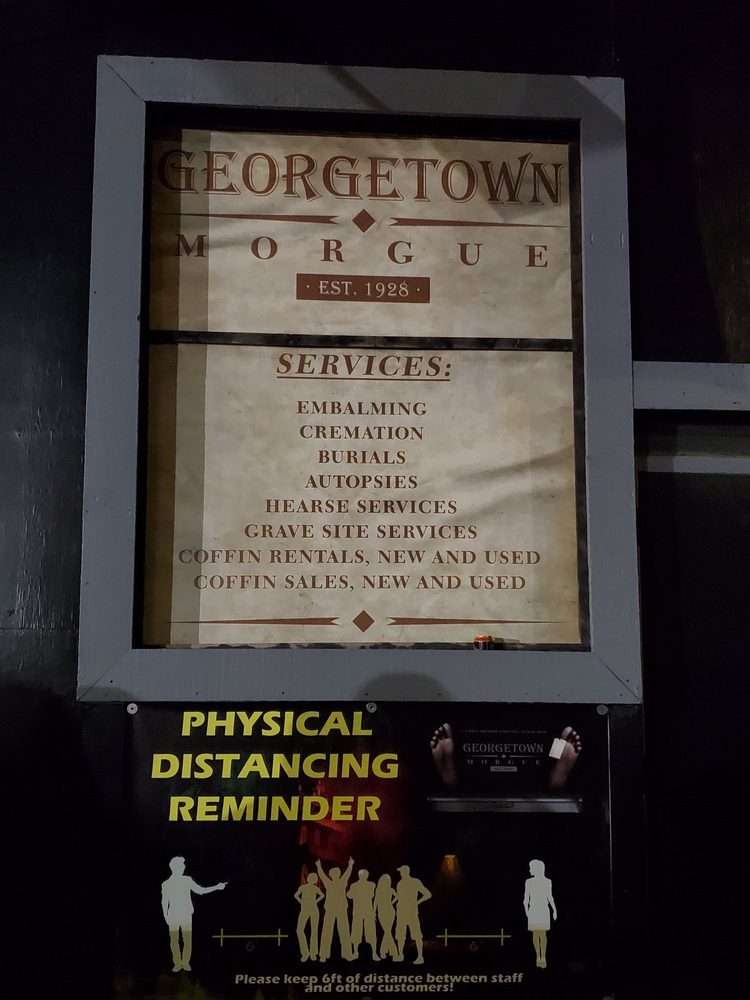 GEORGETOWN
MORGUE
· EST. 1928 ·
SERVICES:
EMBALMING
CREMATION
BURIALS
AUTOPSIES
HEARSE SERVICES
GRAVE SITE SERVICES
COFFIN RENTALS, NEW AND USED
COFFIN SALES, NEW AND USED
PHYSICAL
DISTANCING
REMINDER
GEORGETOWN
MORGUE
6
6
Please keep 6ft of distance between staff
and other customers!